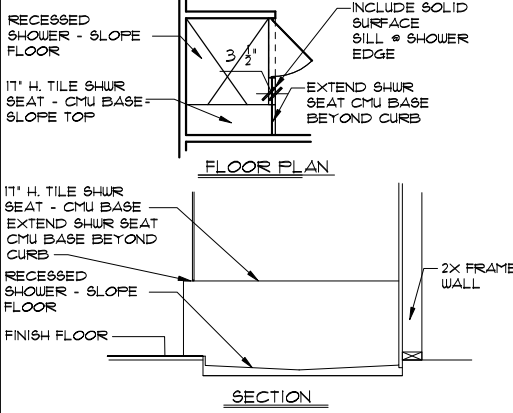 RECESSED
SHOWER - SLOPE
FLOOR
17" H. TILE SHWR
SEAT - CMU BASE-
SLOPE TOP
3 1/2"
INCLUDE SOLID
SURFACE
SILL @ SHOWER
EDGE
EXTEND SHWR
SEAT CMU BASE
BEYOND CURB
FLOOR PLAN
17" H. TILE SHWR
SEAT - CMU BASE
EXTEND SHWR SEAT
CMU BASE BEYOND
CURB
RECESSED
SHOWER - SLOPE
FLOOR
FINISH FLOOR
2X FRAME
WALL
SECTION